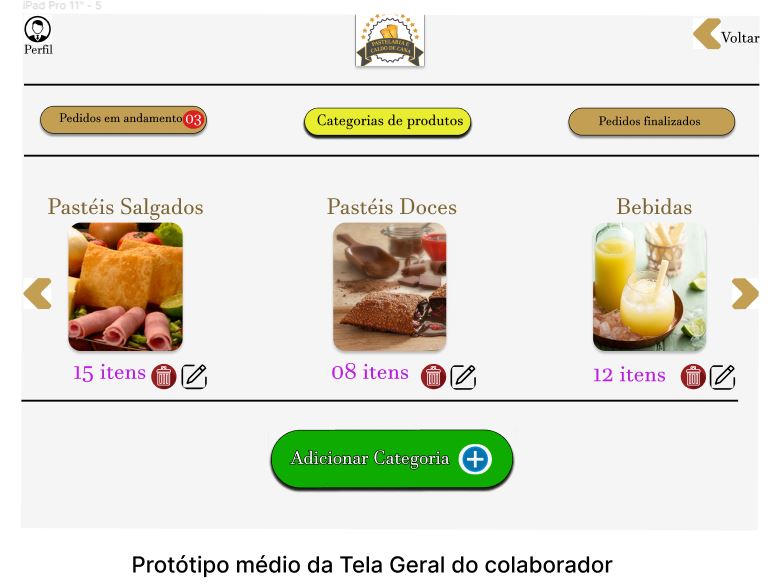 iPad Pro 11" - 5
Perfil
PASTELARIA E
CALDO DE CANA
Voltar
Pedidos em andamento 03
Categorias de produtos
Pedidos finalizados
Pastéis Salgados
Pastéis Doces
Bebidas
15 itens
08 itens
12 itens
Adicionar Categoria
Protótipo médio da Tela Geral do colaborador